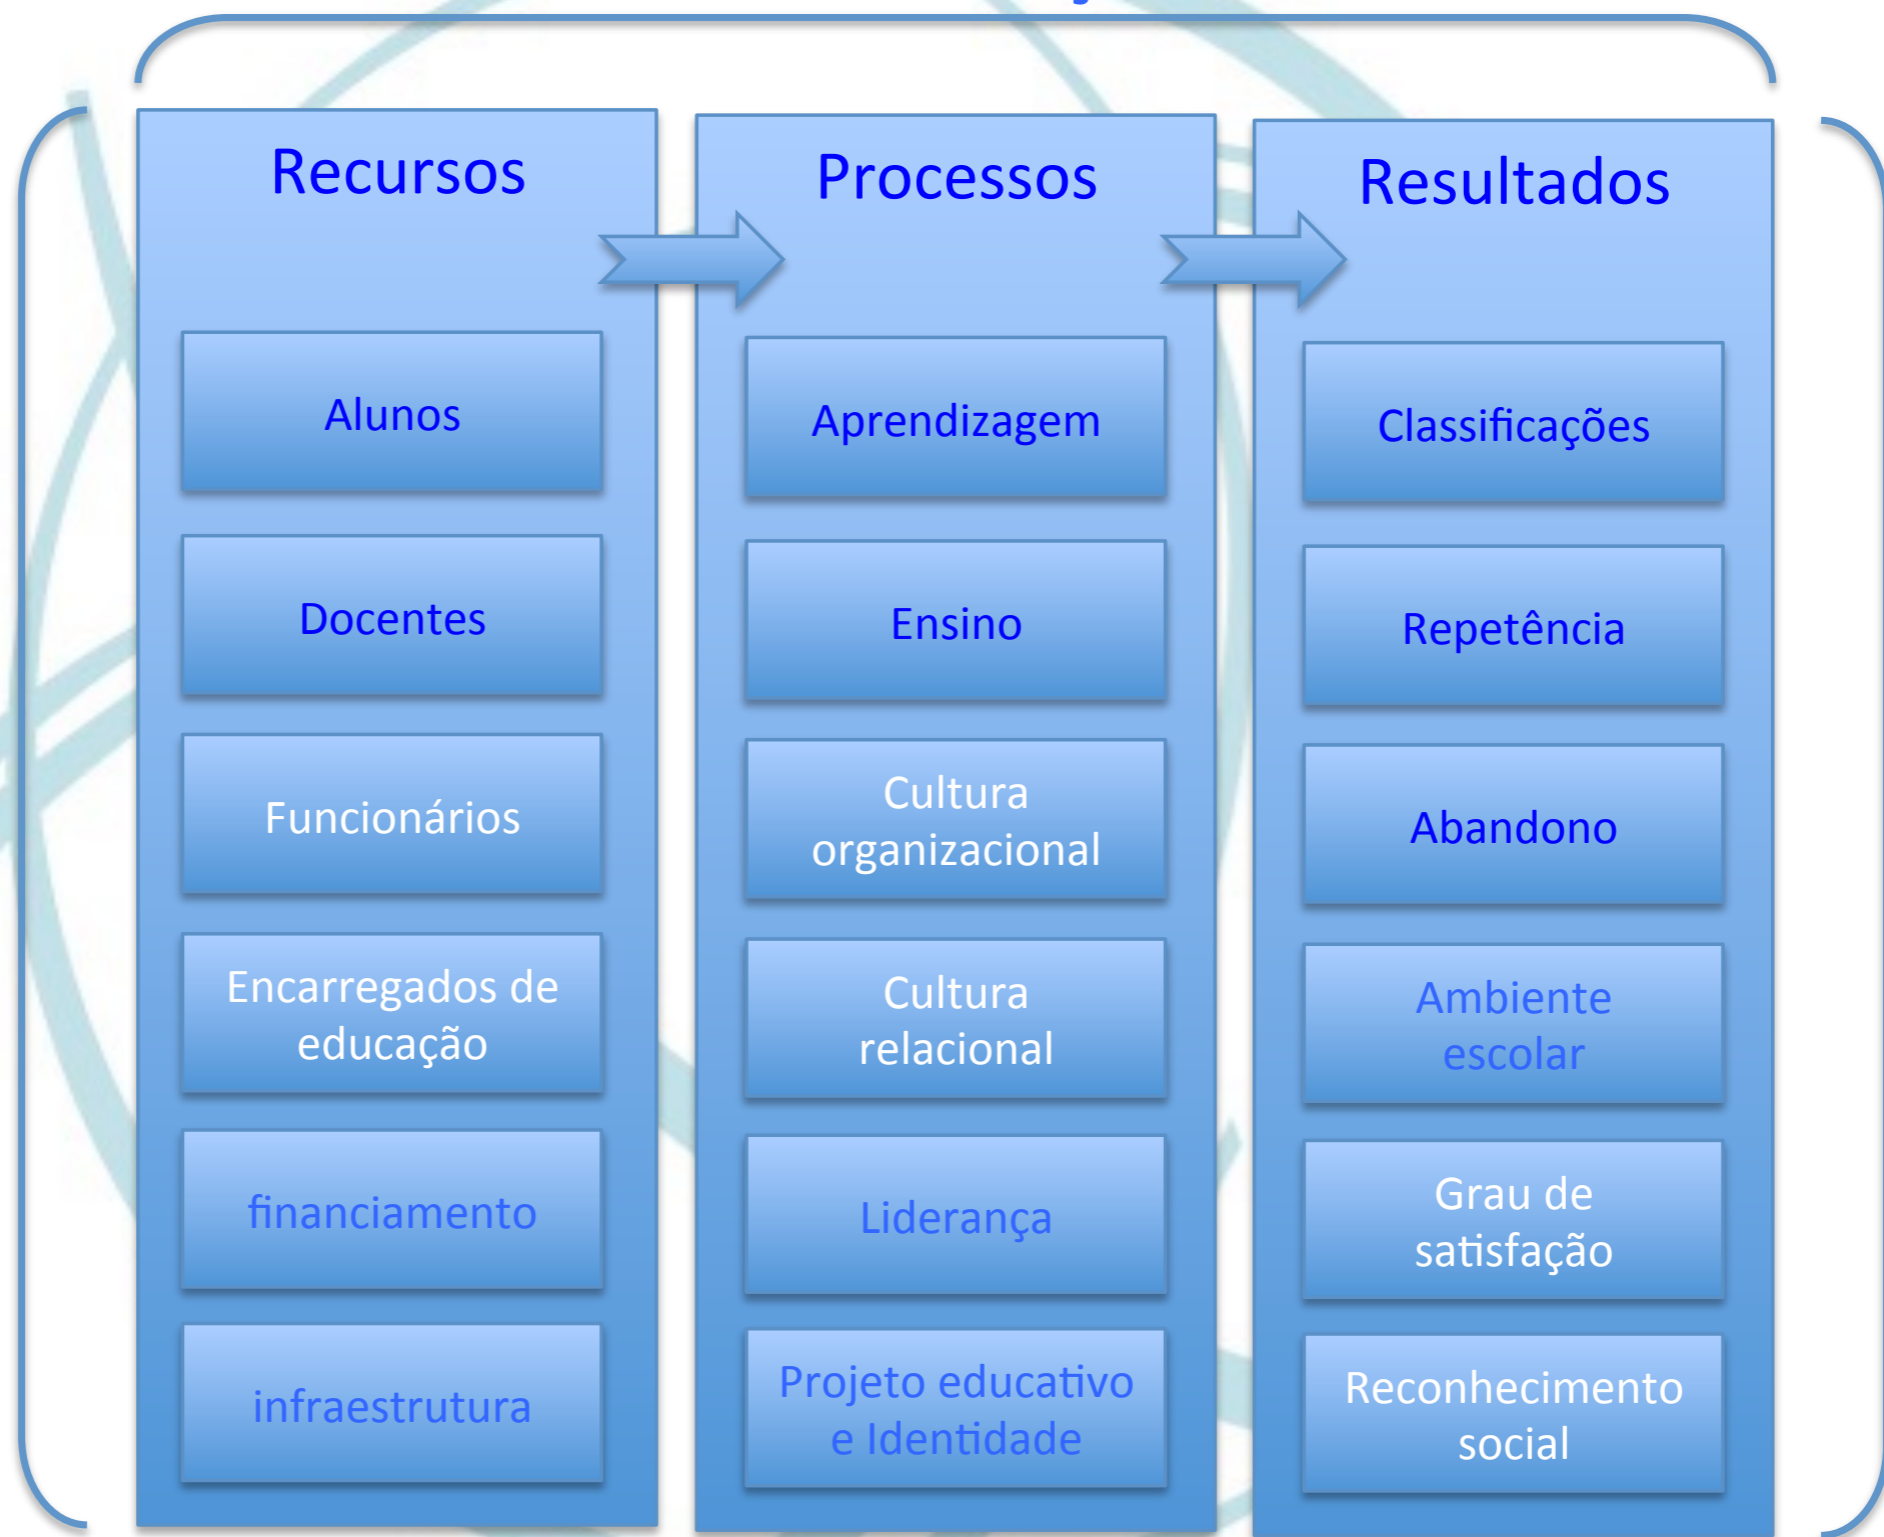 Recursos
Alunos
Docentes
Funcionários
Encarregados de
educação
financiamento
infraestrutura
Processos
Aprendizagem
Ensino
Cultura
organizacional
Cultura
relacional
Liderança
Projeto educativo
e Identidade
Resultados
Classificações
Repetência
Abandono
Ambiente
escolar
Grau de
satisfação
Reconhecimento
social